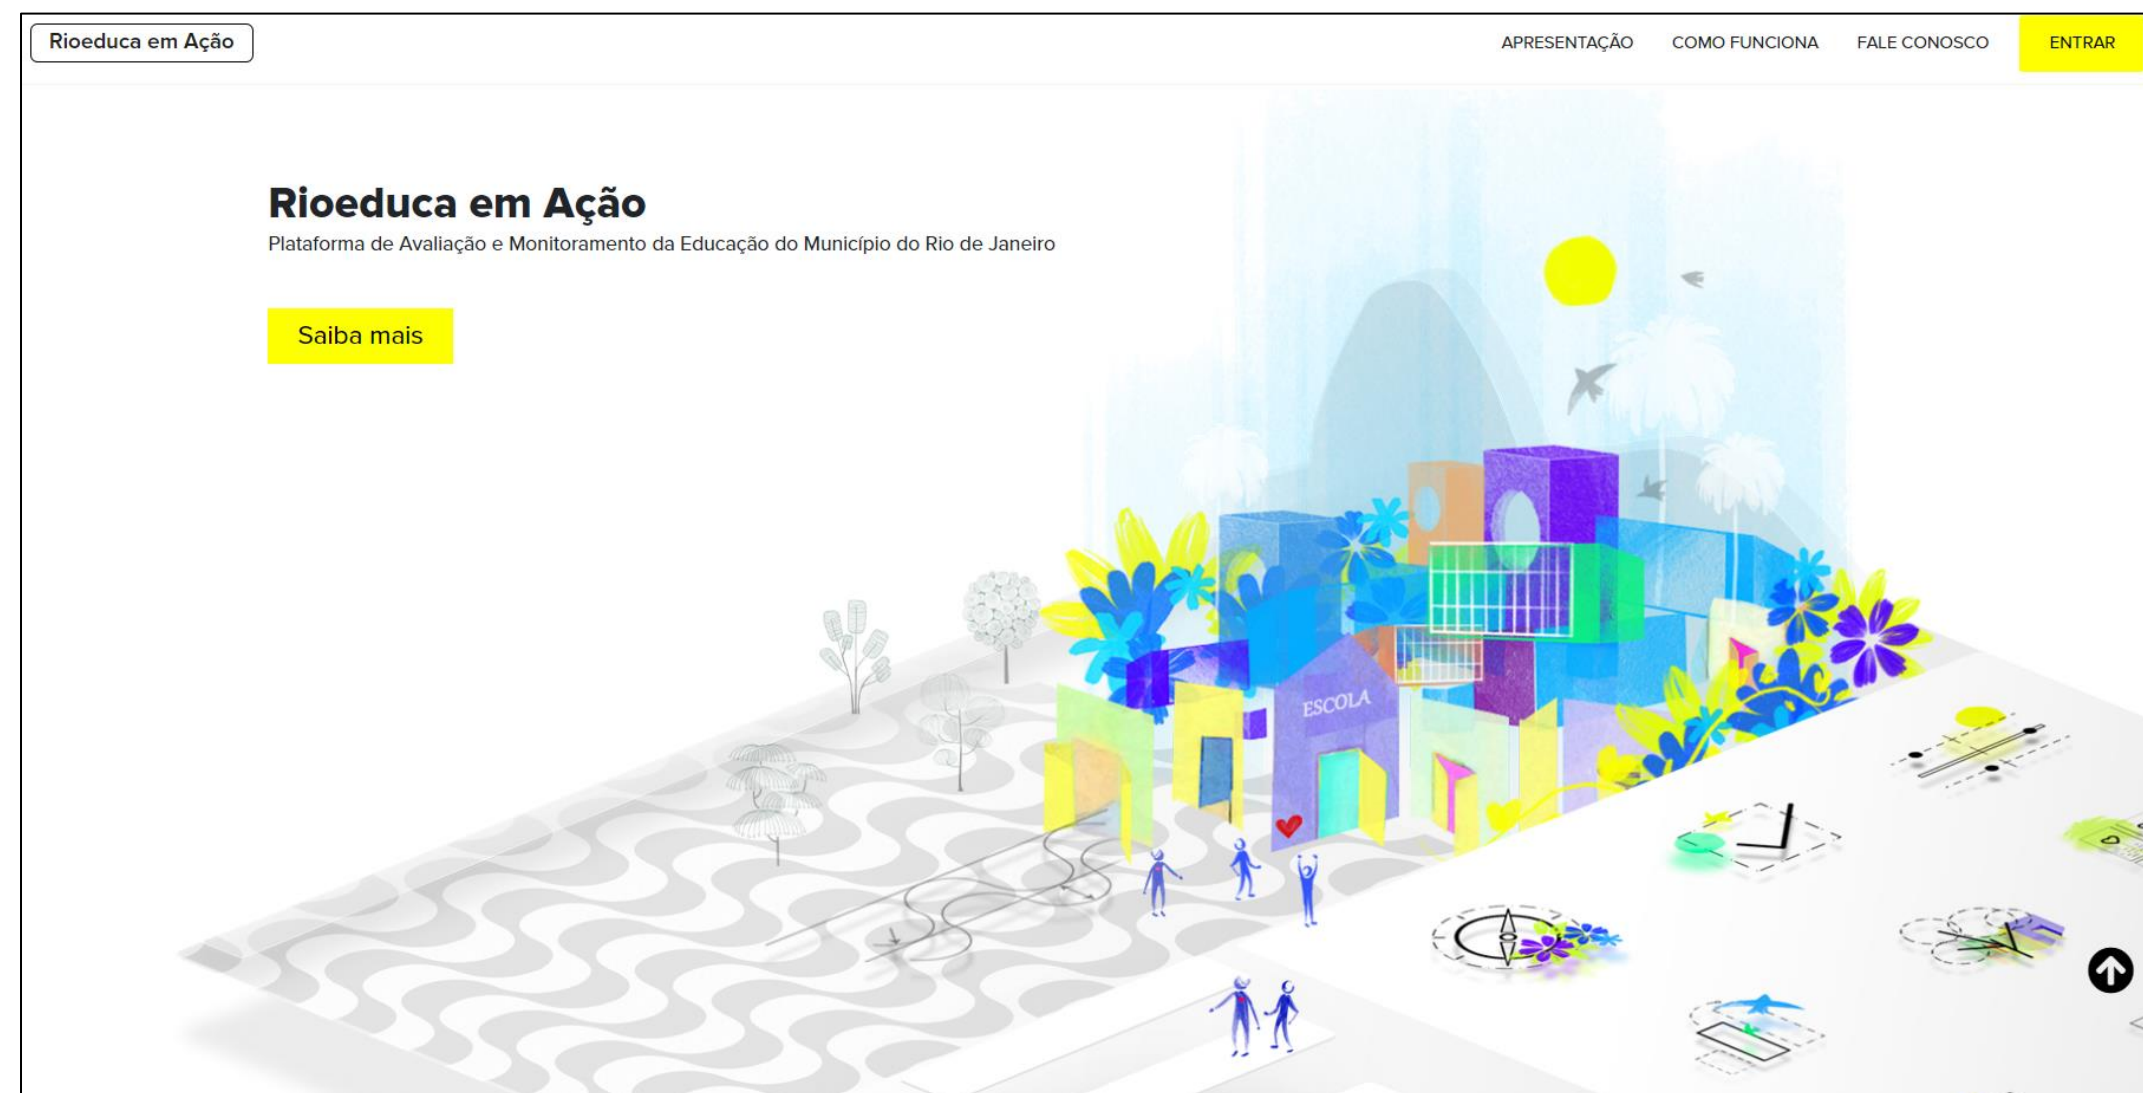 Rioeduca em Ação
APRESENTAÇÃO COMO FUNCIONA FALE CONOSCO ENTRAR
Rioeduca em Ação
Plataforma de Avaliação e Monitoramento da Educação do Município do Rio de Janeiro
Saiba mais
ESCOLA